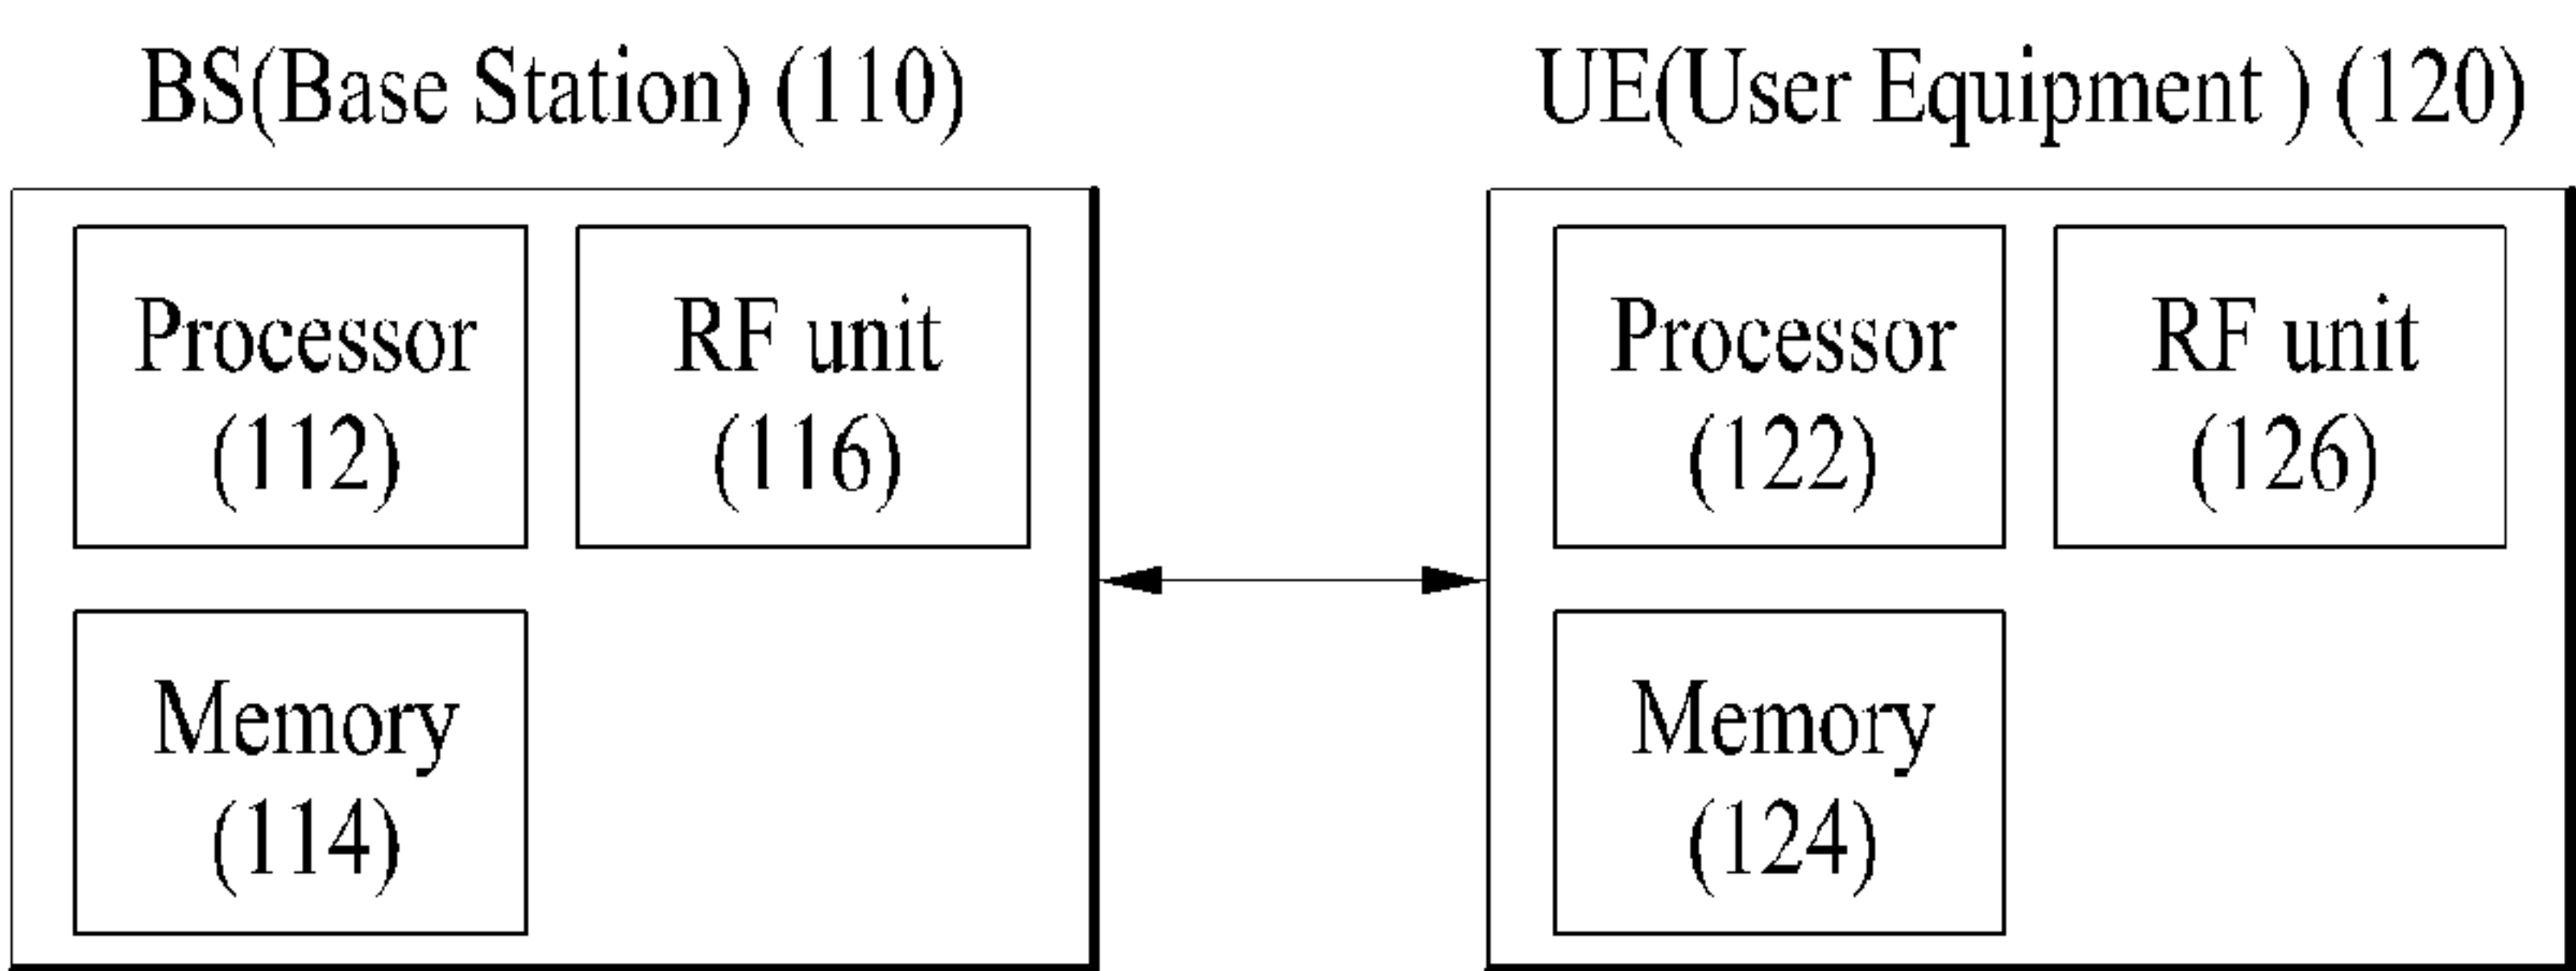 BS(Base Station) (110)
UE(User Equipment ) (120)
Processor
(112)
RF unit
(116)
Memory
(114)
Processor
(122)
RF unit
(126)
Memory
(124)